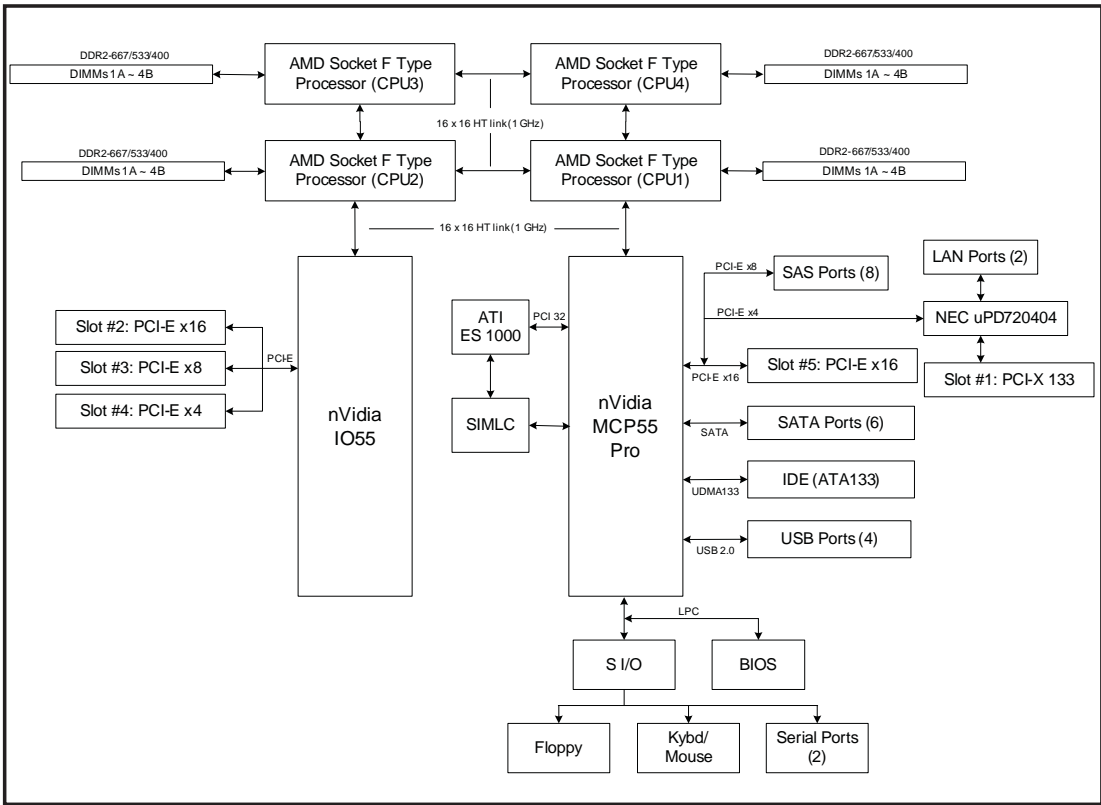 DDR2-667/533/400
DIMMs 1A ~ 4B
AMD Socket F Type
Processor (CPU3)
AMD Socket F Type
Processor (CPU4)
DDR2-667/533/400
DIMMs 1A ~ 4B
16 x 16 HT link (1 GHz)
DDR2-667/533/400
DIMMs 1A ~ 4B
AMD Socket F Type
Processor (CPU2)
AMD Socket F Type
Processor (CPU1)
DDR2-667/533/400
DIMMs 1A ~ 4B
16 x 16 HT link (1 GHz)
Slot #2: PCI-E x16
Slot #3: PCI-E x8
Slot #4: PCI-E x4
PCI-E
nVidia
IO55
ATI
ES 1000
PCI 32
SIMLC
nVidia
MCP55
Pro
PCI-E x8
SAS Ports (8)
LAN Ports (2)
PCI-E x4
NEC uPD720404
PCI-E x16
Slot #5: PCI-E x16
Slot #1: PCI-X 133
SATA
SATA Ports (6)
UDMA133
IDE (ATA133)
USB 2.0
USB Ports (4)
LPC
S I/O
BIOS
Floppy
Kybd/
Mouse
Serial Ports
(2)